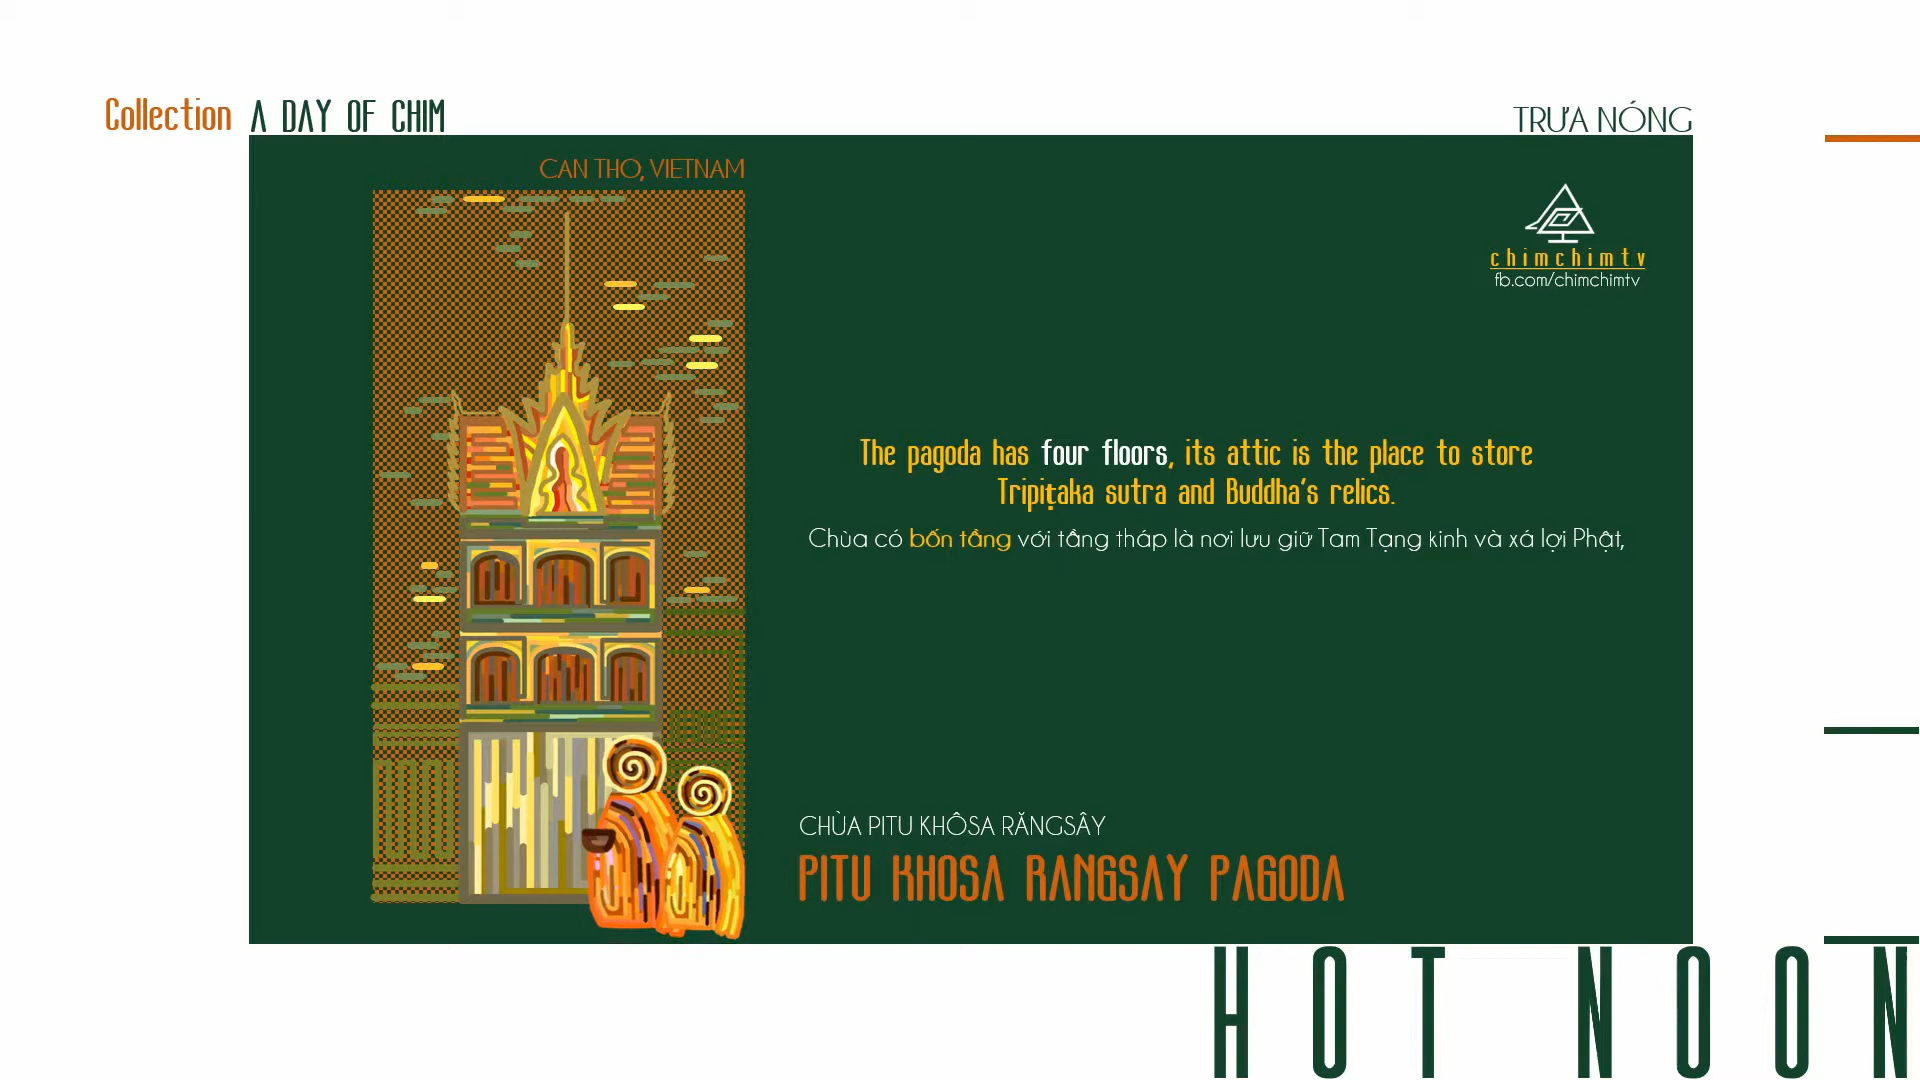 Collection A DAY OF CHIM
TRƯA NÓNG
CAN THO, VIETNAM
chimchimtv
fb.com/chimchimtv
The pagoda has four floors, its attic is the place to store
Tripiṭaka sutra and Buddha's relics.
Chùa có bốn tầng với tầng tháp là nơi lưu giữ Tam Tạng kinh và xá lợi Phật,
CHÙA PITU KHÔSA RĂNGSÂY
PITU KHOSA RANGSAY PAGODA
HOT NOON